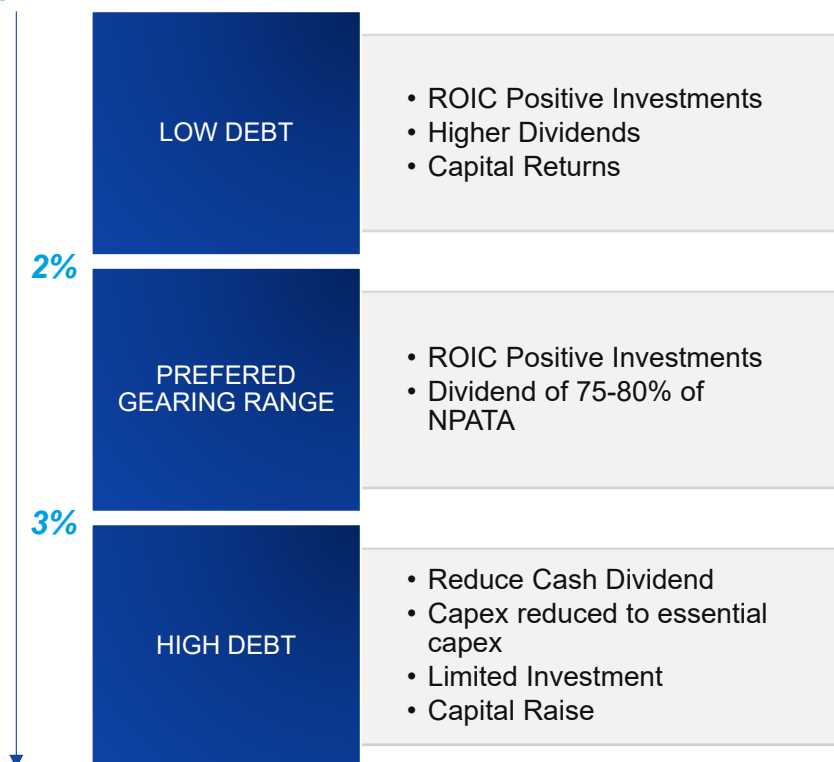 LOW DEBT
• ROIC Positive Investments
• Higher Dividends
• Capital Returns
2%
PREFERED
GEARING RANGE
• ROIC Positive Investments
• Dividend of 75-80% of
NPATA
3%
HIGH DEBT
• Reduce Cash Dividend
• Capex reduced to essential
capex
• Limited Investment
• Capital Raise